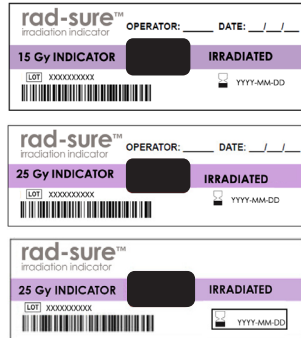 rad-sure™ OPERATOR: _____ DATE: __/__/__
irradiation indicator
15 Gy INDICATOR IRRADIATED
LOT XXXXXXXXXX
YYYY-MM-DD
rad-sure™ OPERATOR: _____ DATE: __/__/__
irradiation indicator
25 Gy INDICATOR IRRADIATED
LOT XXXXXXXXXX
YYYY-MM-DD
rad-sure™
irradiation indicator
25 Gy INDICATOR IRRADIATED
LOT XXXXXXXXXX
YYYY-MM-DD